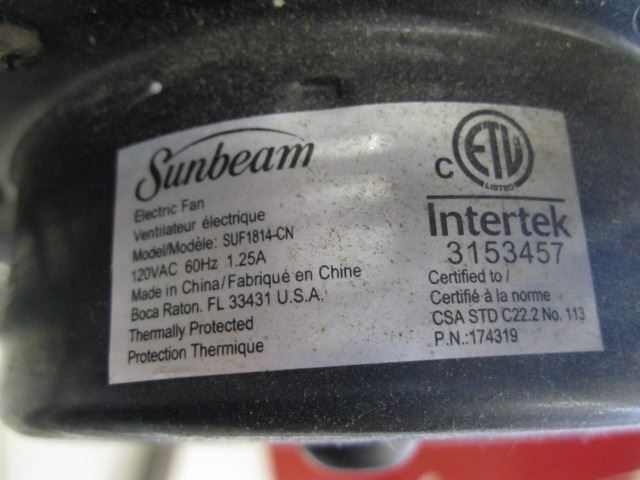 Sunbeam
Electric Fan
Ventilateur électrique
Model/Modèle: SUF1814-CN
120VAC 60Hz 1.25A
Made in China/Fabriqué en Chine
Boca Raton. FL 33431 U.S.A.
Thermally Protected
Protection Thermique
C ETL
LISTED
Intertek
3153457
Certified to/
Certifié à la norme
CSA STD C22.2 No. 113
P.N.:174319